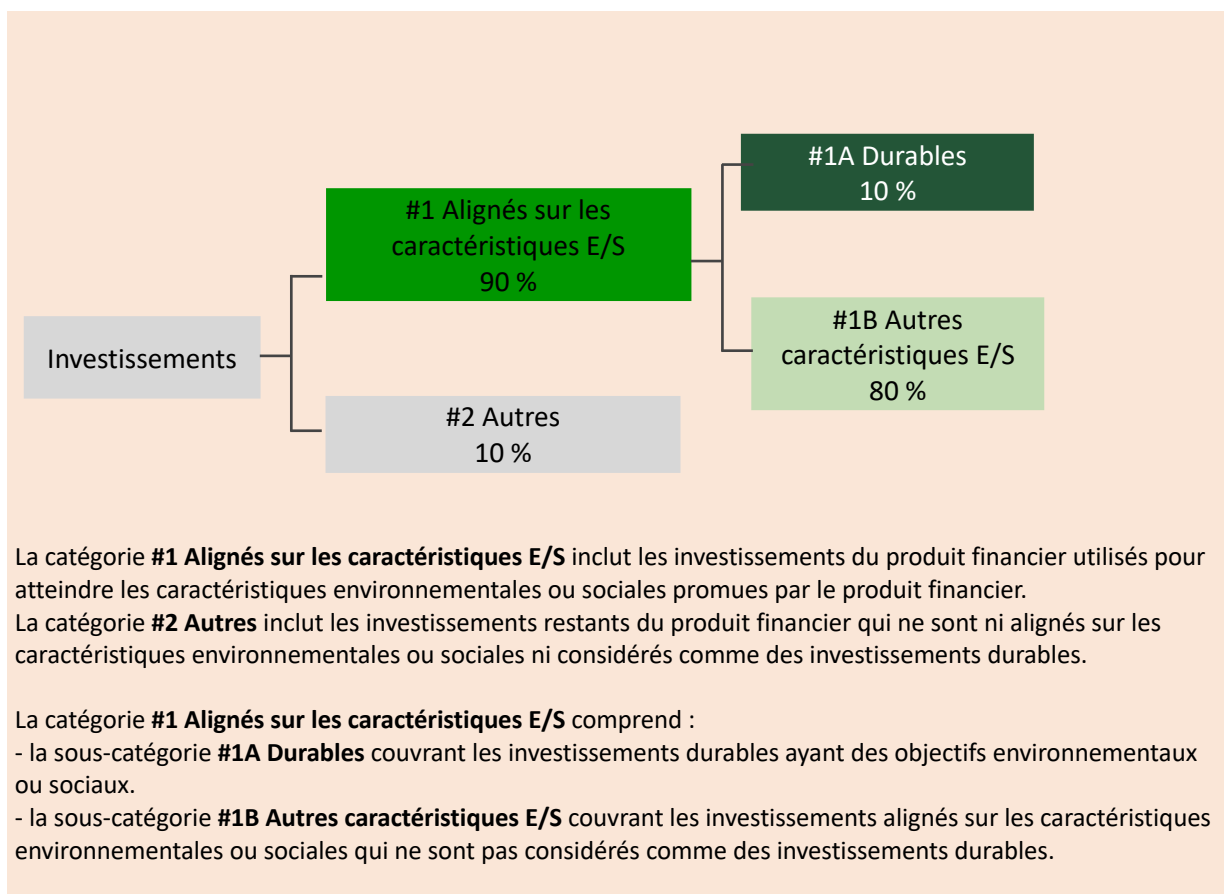 #1A Durables
10 %
#1 Alignés sur les
caractéristiques E/S
90 %
#1B Autres
caractéristiques E/S
80 %
Investissements
#2 Autres
10 %
La catégorie #1 Alignés sur les caractéristiques E/S inclut les investissements du produit financier utilisés pour
atteindre les caractéristiques environnementales ou sociales promues par le produit financier.
La catégorie #2 Autres inclut les investissements restants du produit financier qui ne sont ni alignés sur les
caractéristiques environnementales ou sociales ni considérés comme des investissements durables.
La catégorie #1 Alignés sur les caractéristiques E/S comprend :
- la sous-catégorie #1A Durables couvrant les investissements durables ayant des objectifs environnementaux
ou sociaux.
- la sous-catégorie #1B Autres caractéristiques E/S couvrant les investissements alignés sur les caractéristiques
environnementales ou sociales qui ne sont pas considérés comme des investissements durables.